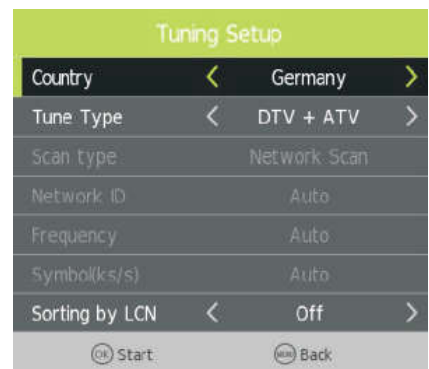 Tuning Setup
Country < Germany >
Tune Type < DTV + ATV >
Scan type Network Scan
Network ID Auto
Frequency Auto
Symbol(ks/s) Auto
Sorting by LCN < Off >
OK Start MENU Back